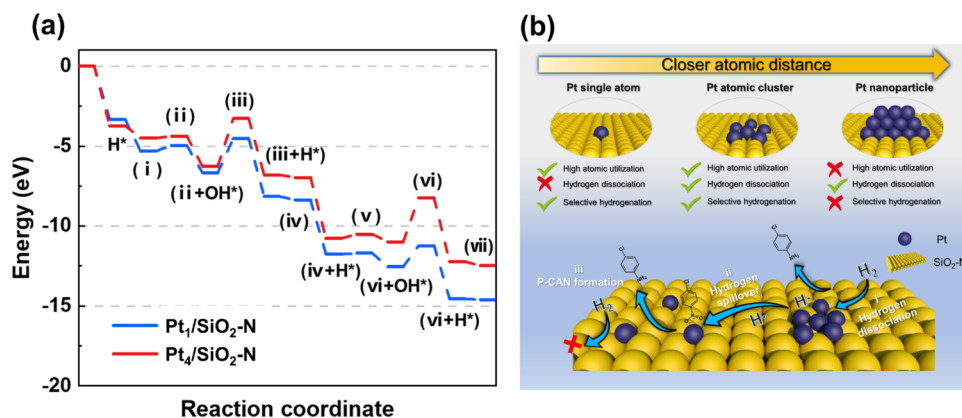 (a)
0
-5
-10
-15
-20
Energy (eV)
Reaction coordinate
H*
(i)
(ii)
(ii+OH*)
(iii)
(iii+H*)
(iv)
(iv+H*)
(v)
(vi+OH*)
(vi)
(vi+H*)
(vii)
Pt₁/SiO₂-N
Pt₄/SiO₂-N
(b)
Closer atomic distance
Pt single atom
Pt atomic cluster
Pt nanoparticle
High atomic utilization
Hydrogen dissociation
Selective hydrogenation
High atomic utilization
Hydrogen dissociation
Selective hydrogenation
High atomic utilization
Hydrogen dissociation
Selective hydrogenation
Pt
SiO₂-N
iii
P-CAN formation
H₂
ii
Hydrogen
spillover
H*
H*
H₂
i
Hydrogen
dissociation